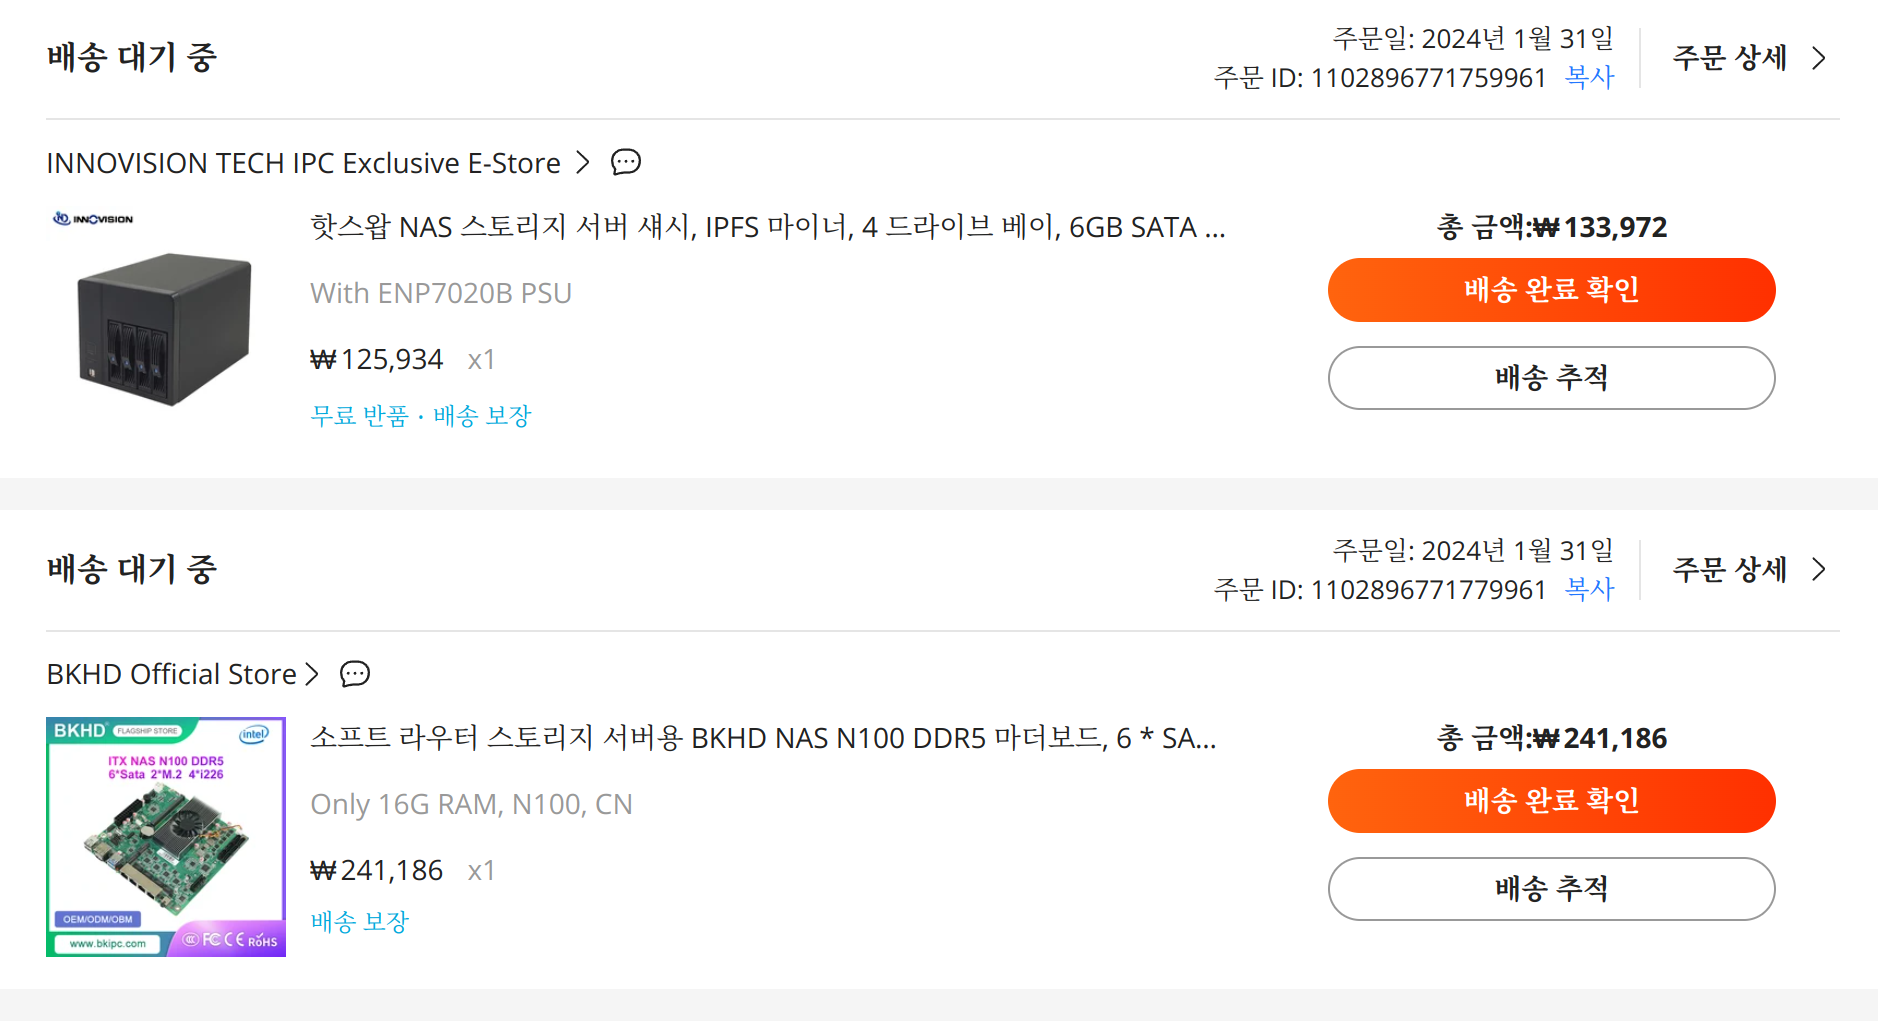 배송 대기 중
주문일: 2024년 1월 31일
주문 ID: 1102896771759961 복사
주문 상세
INNOVISION TECH IPC Exclusive E-Store
INNOVISION
핫스왑 NAS 스토리지 서버 섀시, IPFS 마이너, 4 드라이브 베이, 6GB SATA ...
With ENP7020B PSU
₩125,934 x1
무료 반품 · 배송 보장
총 금액:₩133,972
배송 완료 확인
배송 추적
배송 대기 중
주문일: 2024년 1월 31일
주문 ID: 1102896771779961 복사
주문 상세
BKHD Official Store
BKHD FLAGSHIP STORE intel
ITX NAS N100 DDR5
6*Sata 2*M.2 4*i226
OEM/ODM/OBM
www.bkipc.com
FC CE RoHS
소프트 라우터 스토리지 서버용 BKHD NAS N100 DDR5 마더보드, 6 * SA...
Only 16G RAM, N100, CN
₩241,186 x1
배송 보장
총 금액:₩241,186
배송 완료 확인
배송 추적